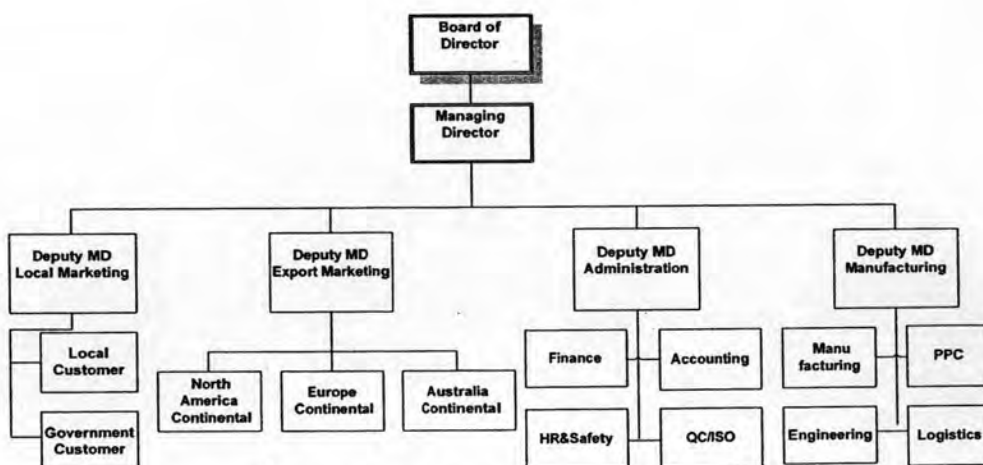 Board of
Director
Managing
Director
Deputy MD
Local Marketing
Deputy MD
Export Marketing
Deputy MD
Administration
Deputy MD
Manufacturing
Local
Customer
Government
Customer
North
America
Continental
Europe
Continental
Australia
Continental
Finance
Accounting
HR&Safety
QC/ISO
Manu
facturing
PPC
Engineering
Logistics